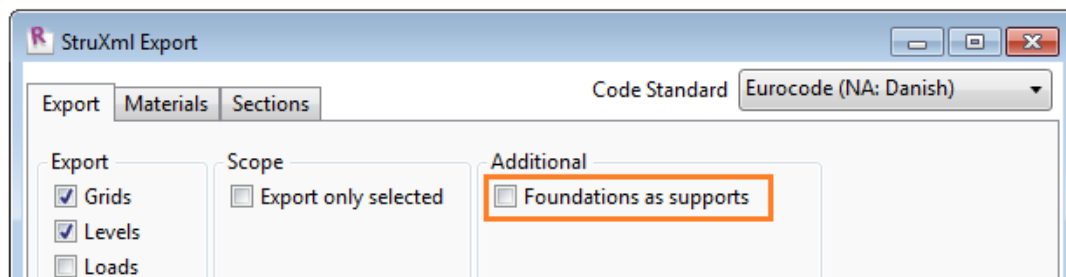 StruXml Export
Code Standard Eurocode (NA: Danish)
Export Materials Sections
Export Scope Additional
Grids Export only selected Foundations as supports
Levels
Loads